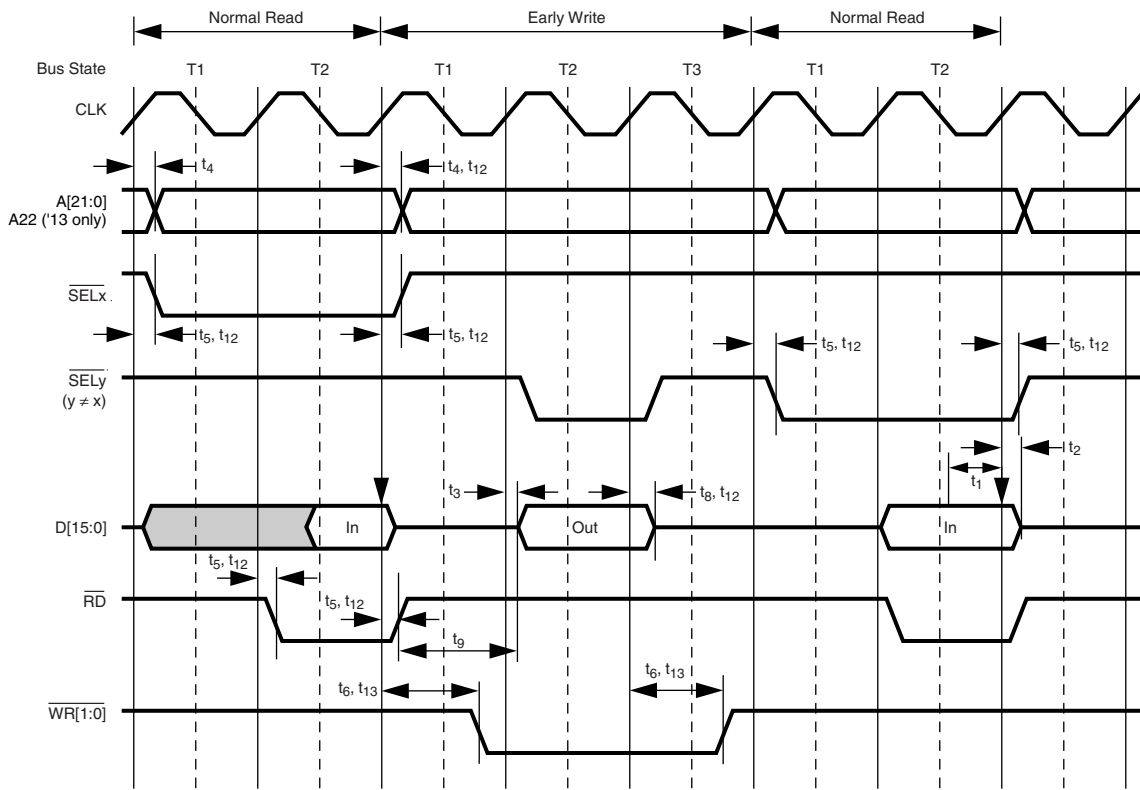 Normal Read Early Write Normal Read
Bus State T1 T2 T1 T2 T3 T1 T2
CLK
t4 t4, t12
A[21:0]
A22 ('13 only)
SELx
t5, t12 t5, t12 t5, t12 t5, t12
SELy
(y ≠ x)
t2
t1
t3 t8, t12
D[15:0] In Out In
t5, t12
RD t5, t12
t9
t6, t13 t6, t13
WR[1:0]